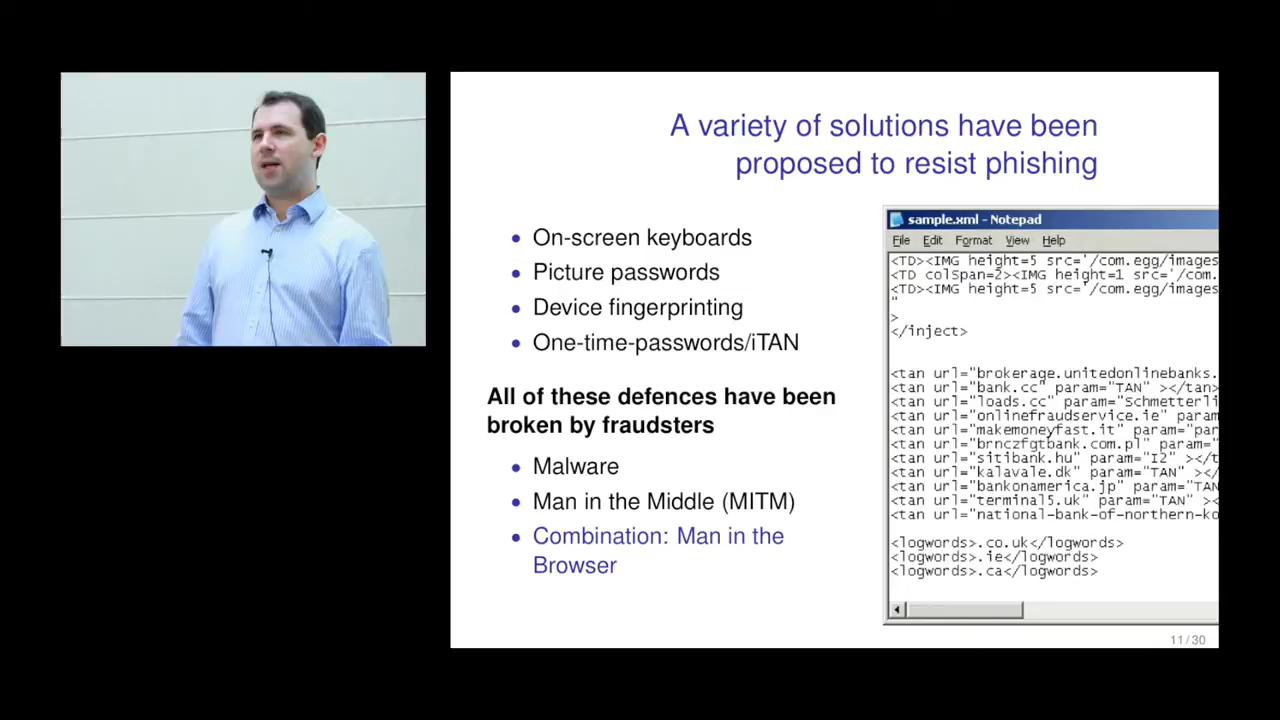 A variety of solutions have been
proposed to resist phishing
• On-screen keyboards
• Picture passwords
• Device fingerprinting
• One-time-passwords/iTAN
All of these defences have been
broken by fraudsters
• Malware
• Man in the Middle (MITM)
• Combination: Man in the
Browser
sample.xml - Notepad
File Edit Format View Help
<TD><IMG height=5 src='/com.egg/images
<TD colSpan=2><IMG height=1 src='/com.egg/
<TD><IMG height=5 src='/com.egg/images
"
>
</inject>
<tan url="brokerage.unitedonlinebanks.
<tan url="bank.cc" param="TAN" ></tan>
<tan url="loads.cc" param="Schmetterli
<tan url="onlinefraudservice.ie" param
<tan url="makemoneyfast.it" param="par
<tan url="brnczfgtbank.com.pl" param="
<tan url="sitibank.hu" param="I2" ></t
<tan url="kalavale.dk" param="TAN" ></
<tan url="bankonamerica.jp" param="TAN
<tan url="terminal5.uk" param="TAN" ><
<tan url="national-bank-of-northern-ko
<logwords>.co.uk</logwords>
<logwords>.ie</logwords>
<logwords>.ca</logwords>
11/30